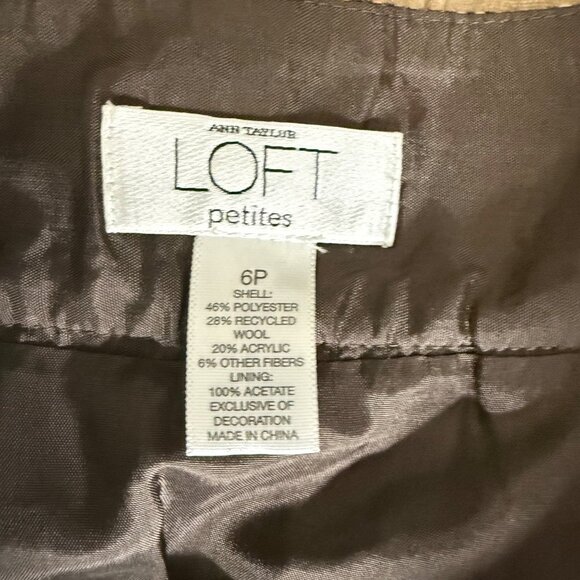 ANN TAYLOR
LOFT
petites
6P
SHELL:
46% POLYESTER
28% RECYCLED
WOOL
20% ACRYLIC
6% OTHER FIBERS
LINING:
100% ACETATE
EXCLUSIVE OF
DECORATION
MADE IN CHINA